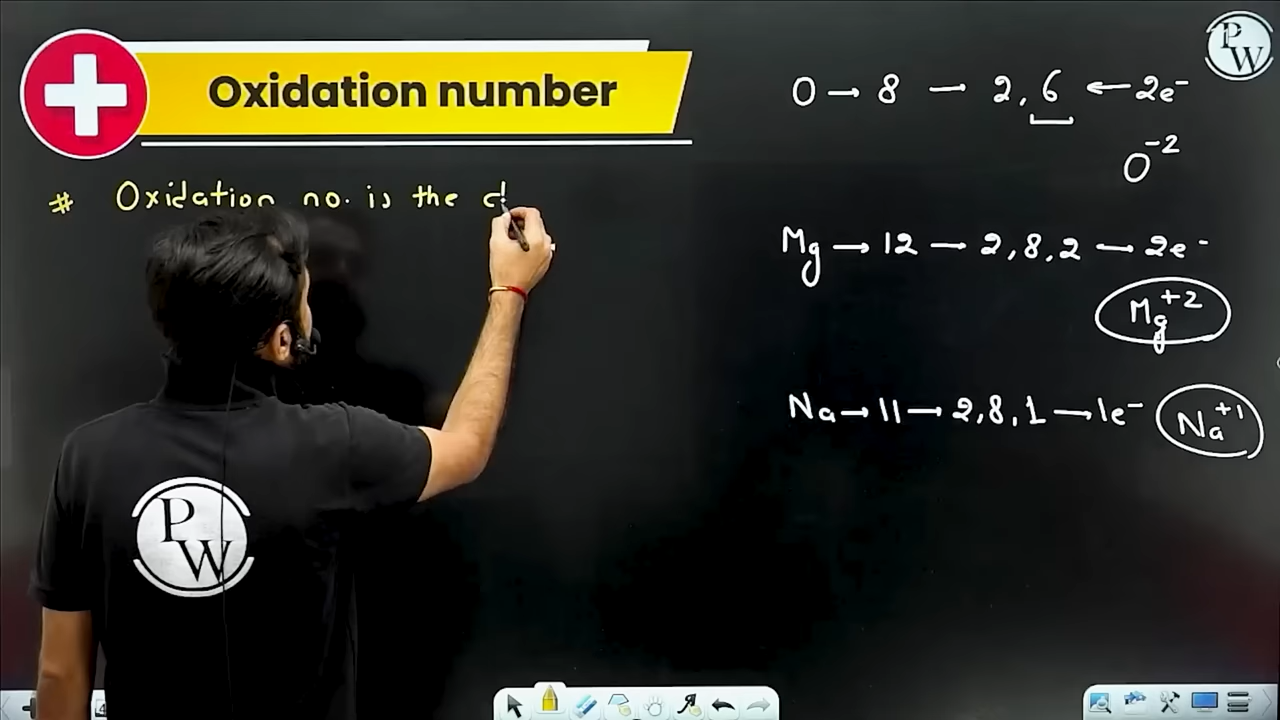 Oxidation number
# Oxidation no. is the
O → 8 — 2, 6 ← 2e⁻
O⁻²
Mg → 12 — 2, 8, 2 → 2e⁻
Mg⁺²
Na → 11 → 2, 8, 1 → 1e⁻ Na⁺¹
PW
PW